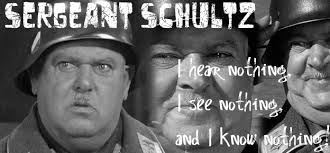 SERGEANT SCHULTZ
I hear nothing,
I see nothing,
and I know nothing!